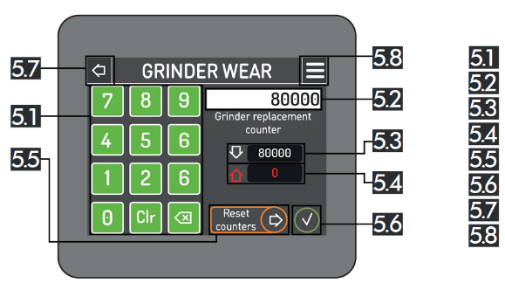 5.7
GRINDER WEAR
5.8
5.1
7 8 9
80000
5.2
Grinder replacement
counter
4 5 6
80000
5.3
5.5
1 2 6
0
5.4
0 Clr
Reset
counters
5.6
5.1
5.2
5.3
5.4
5.5
5.6
5.7
5.8